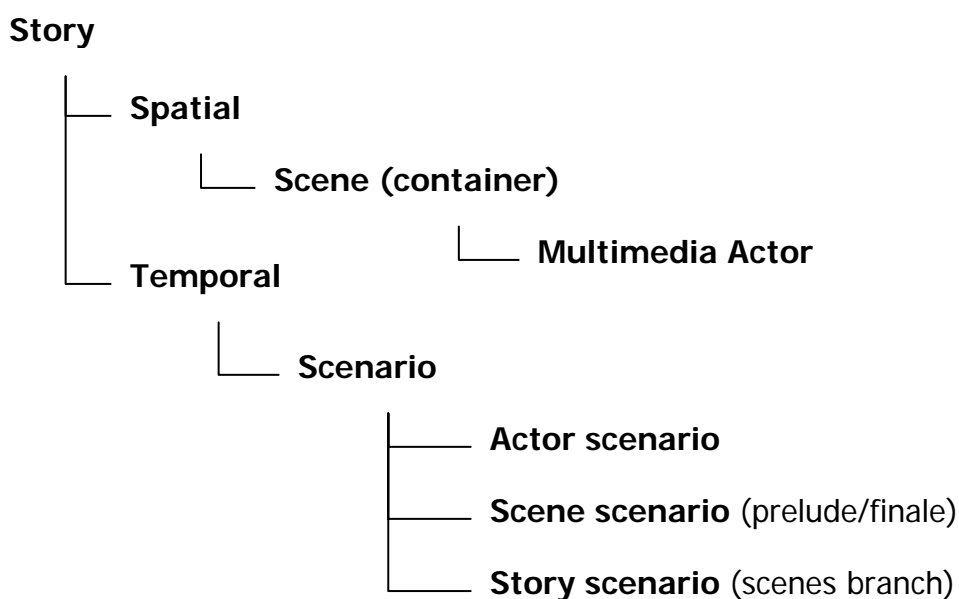 Story
Spatial
Scene (container)
Multimedia Actor
Temporal
Scenario
Actor scenario
Scene scenario (prelude/finale)
Story scenario (scenes branch)